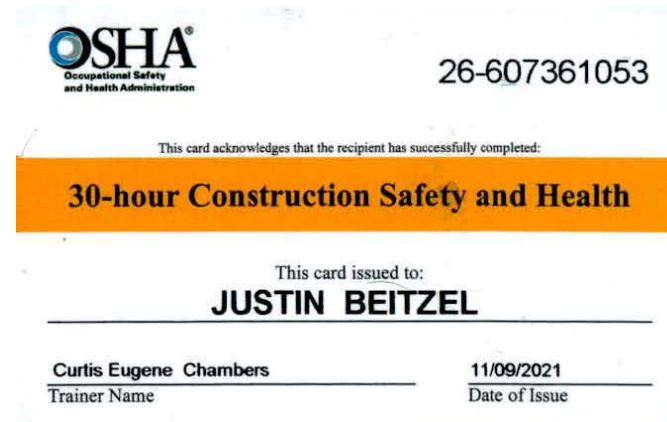 OSHA®
Occupational Safety
and Health Administration
26-607361053
This card acknowledges that the recipient has successfully completed:
30-hour Construction Safety and Health
This card issued to:
JUSTIN BEITZEL
Curtis Eugene Chambers
11/09/2021
Trainer Name
Date of Issue